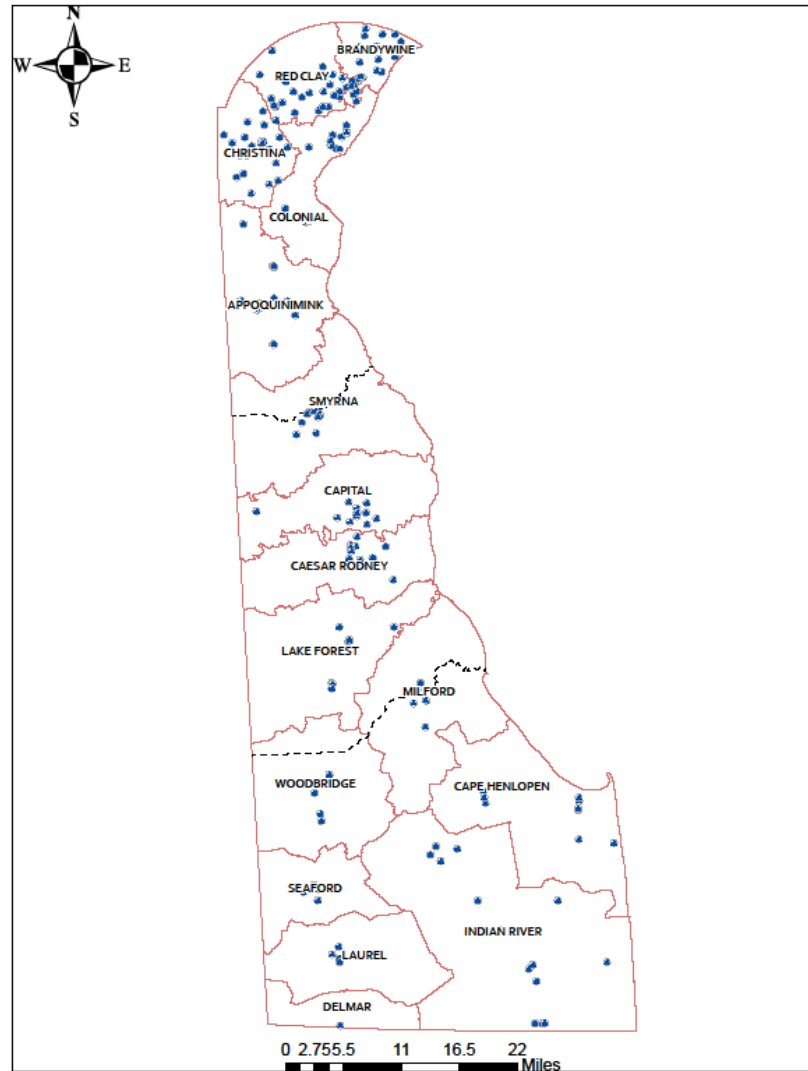 N
W E
S
BRANDYWINE
RED CLAY
CHRISTINA
COLONIAL
APPOQUINIMINK
SMYRNA
CAPITAL
CAESAR RODNEY
LAKE FOREST
MILFORD
WOODBRIDGE
CAPE HENLOPEN
SEAFORD
INDIAN RIVER
LAUREL
DELMAR
0 2.75 5.5 11 16.5 22
Miles